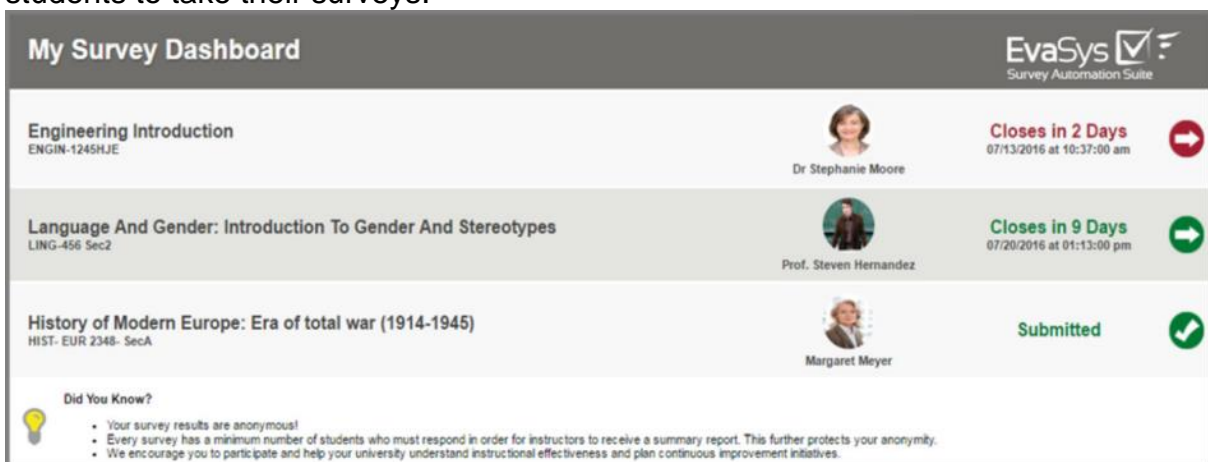 students to take their surveys.
My Survey Dashboard
EvaSys
Survey Automation Suite
Engineering Introduction
ENGIN-1245HJE
Dr Stephanie Moore
Closes in 2 Days
07/13/2016 at 10:37:00 am
Language And Gender: Introduction To Gender And Stereotypes
LING-456 Sec2
Prof. Steven Hernandez
Closes in 9 Days
07/20/2016 at 01:13:00 pm
History of Modern Europe: Era of total war (1914-1945)
HIST- EUR 2348- SecA
Margaret Meyer
Submitted
Did You Know?
• Your survey results are anonymous!
• Every survey has a minimum number of students who must respond in order for instructors to receive a summary report. This further protects your anonymity.
• We encourage you to participate and help your university understand instructional effectiveness and plan continuous improvement initiatives.